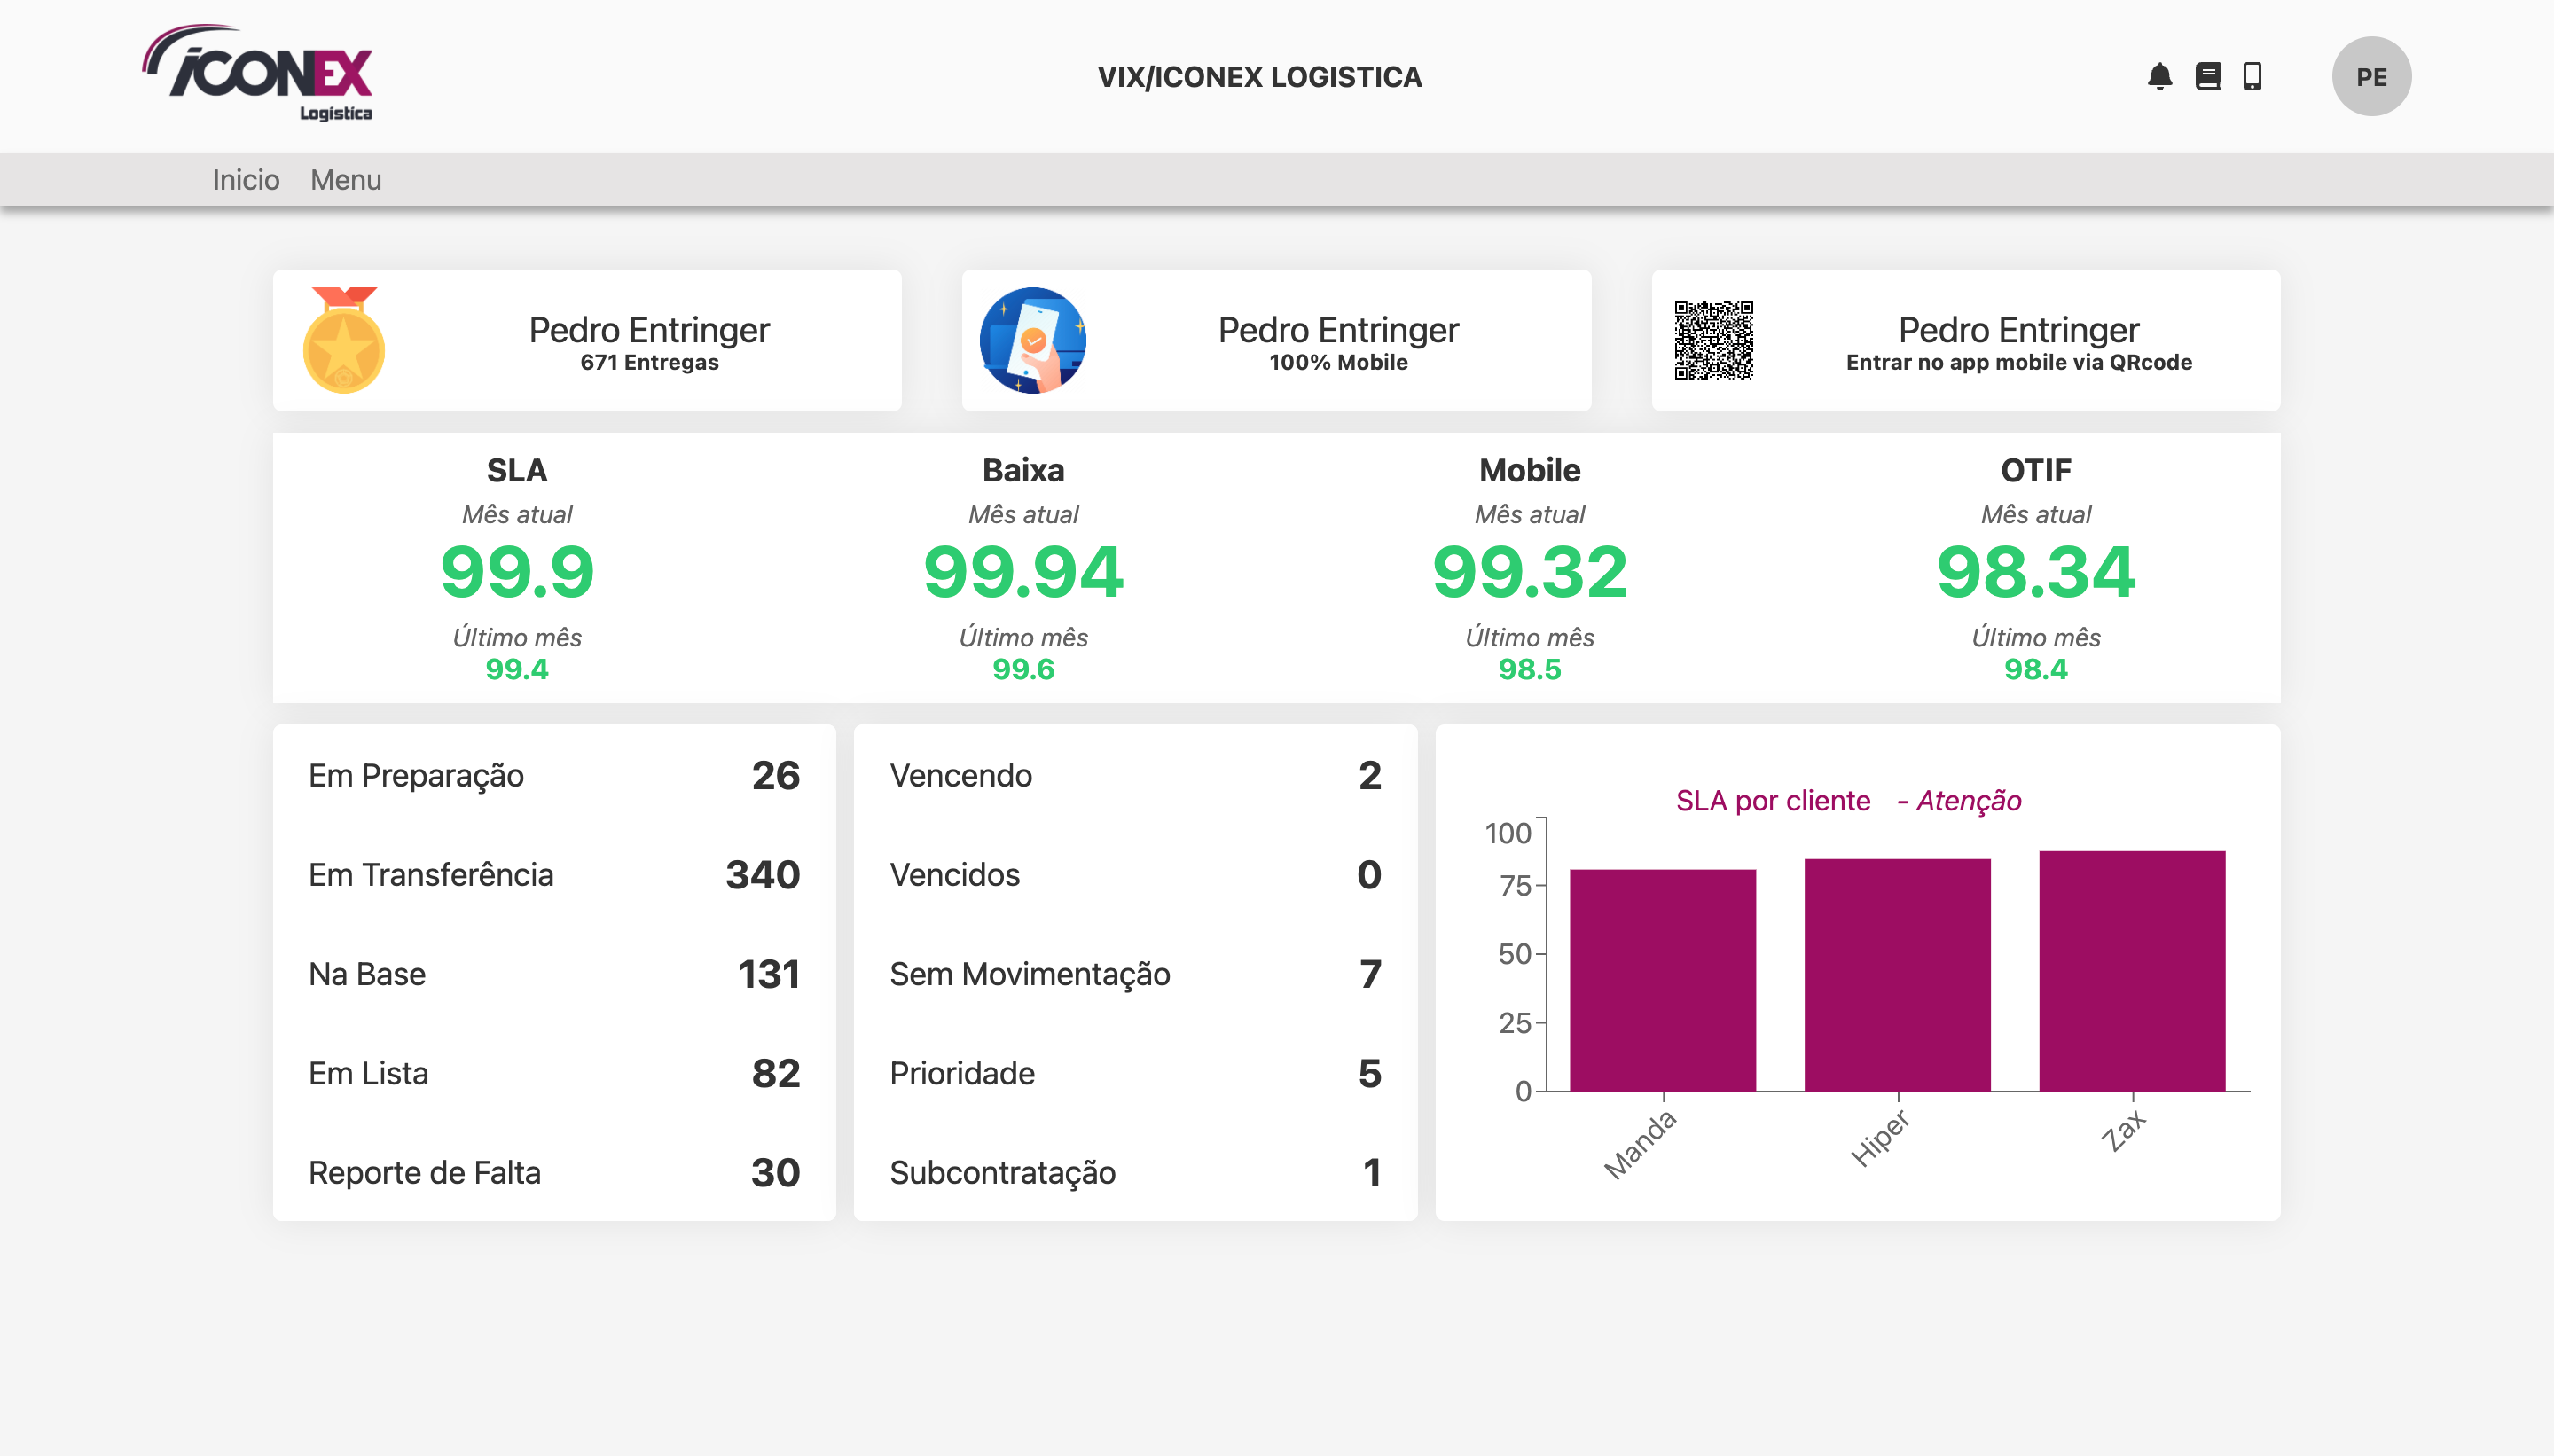 iCONEX
Logística
VIX/ICONEX LOGISTICA
PE
Inicio Menu
Pedro Entringer
671 Entregas
Pedro Entringer
100% Mobile
Pedro Entringer
Entrar no app mobile via QRcode
SLA
Mês atual
99.9
Último mês
99.4
Baixa
Mês atual
99.94
Último mês
99.6
Mobile
Mês atual
99.32
Último mês
98.5
OTIF
Mês atual
98.34
Último mês
98.4
Em Preparação 26
Em Transferência 340
Na Base 131
Em Lista 82
Reporte de Falta 30
Vencendo 2
Vencidos 0
Sem Movimentação 7
Prioridade 5
Subcontratação 1
SLA por cliente - Atenção
100
75
50
25
0
Manda
Hiper
Zax